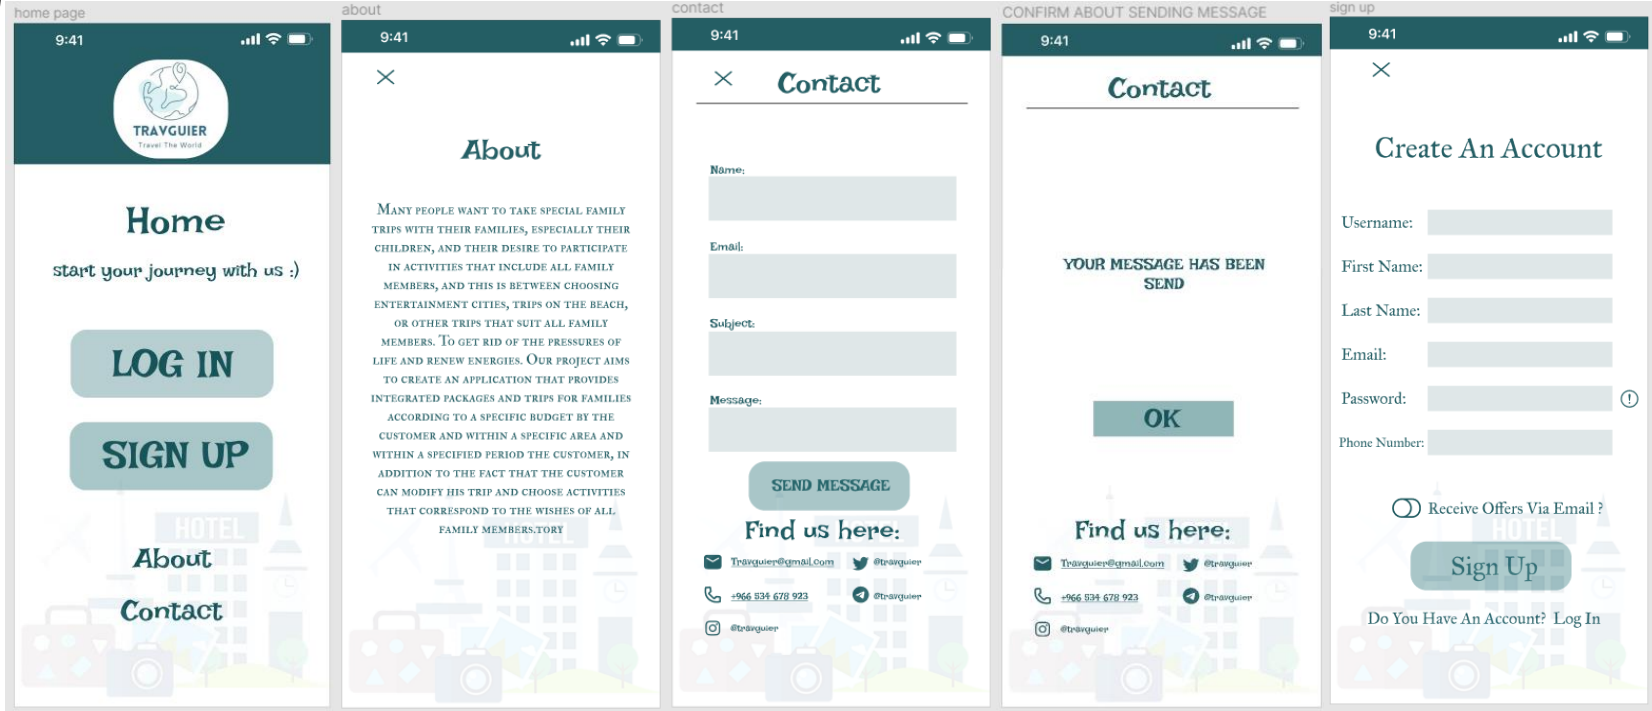 home page
9:41
TRAVGUIER
Travel The World
Home
start your journey with us :)
LOG IN
SIGN UP
HOTEL
About
Contact
about
9:41
About
Many people want to take special family
trips with their families, especially their
children, and their desire to participate
in activities that include all family
members, and this is between choosing
entertainment cities, trips on the beach,
or other trips that suit all family
members. To get rid of the pressures of
life and renew energies. Our project aims
to create an application that provides
integrated packages and trips for families
according to a specific budget by the
customer and within a specific area and
within a specified period the customer, in
addition to the fact that the customer
can modify his trip and choose activities
that correspond to the wishes of all
family members.tory
HOTEL
contact
9:41
Contact
Name:
Email:
Subject:
Message:
SEND MESSAGE
Find us here:
Travguier@gmail.com @travguier
+966 534 678 923 @travguier
@travguier
CONFIRM ABOUT SENDING MESSAGE
9:41
Contact
YOUR MESSAGE HAS BEEN
SEND
OK
Find us here:
Travguier@gmail.com @travguier
+966 534 678 923 @travguier
@travguier
sign up
9:41
Create An Account
Username:
First Name:
Last Name:
Email:
Password:
Phone Number:
Receive Offers Via Email ?
HOTEL
Sign Up
Do You Have An Account? Log In